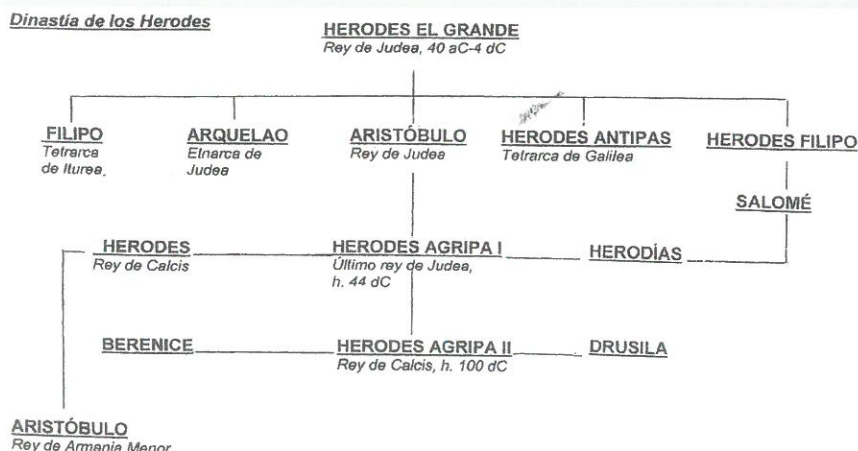 Dinastía de los Herodes
HERODES EL GRANDE
Rey de Judea, 40 aC-4 dC
FILIPO
Tetrarca
de Iturea.
ARQUELAO
Etnarca de
Judea
ARISTÓBULO
Rey de Judea
HERODES ANTIPAS
Tetrarca de Galilea
HERODES FILIPO
SALOMÉ
HERODES
Rey de Calcis
HERODES AGRIPA I
Último rey de Judea,
h. 44 dC
HERODÍAS
BERENICE
HERODES AGRIPA II
Rey de Calcis, h. 100 dC
DRUSILA
ARISTÓBULO
Rey de Armenia Menor